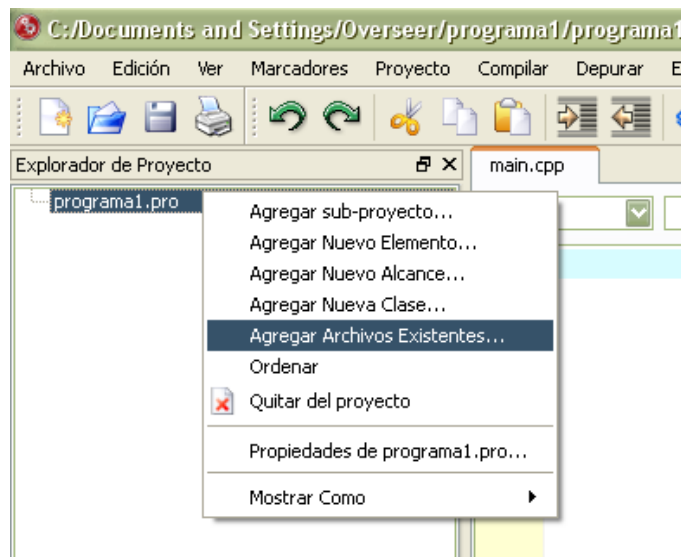 C:/Documents and Settings/Overseer/programa1/programa1
Archivo Edición Ver Marcadores Proyecto Compilar Depurar E
Explorador de Proyecto
main.cpp
programa1.pro
Agregar sub-proyecto...
Agregar Nuevo Elemento...
Agregar Nuevo Alcance...
Agregar Nueva Clase...
Agregar Archivos Existentes...
Ordenar
Quitar del proyecto
Propiedades de programa1.pro...
Mostrar Como